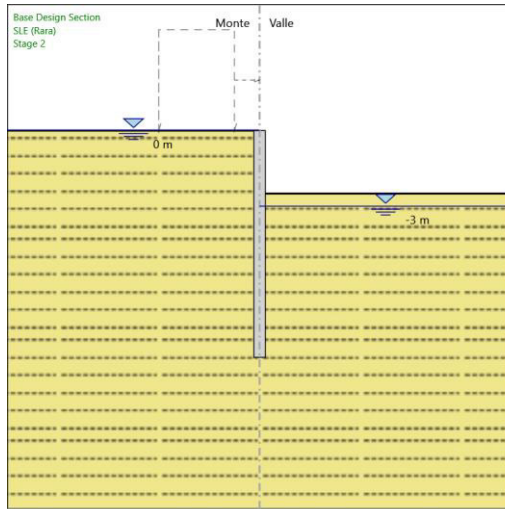 Base Design Section
SLE (Rara)
Stage 2
Monte
Valle
0 m
-3 m